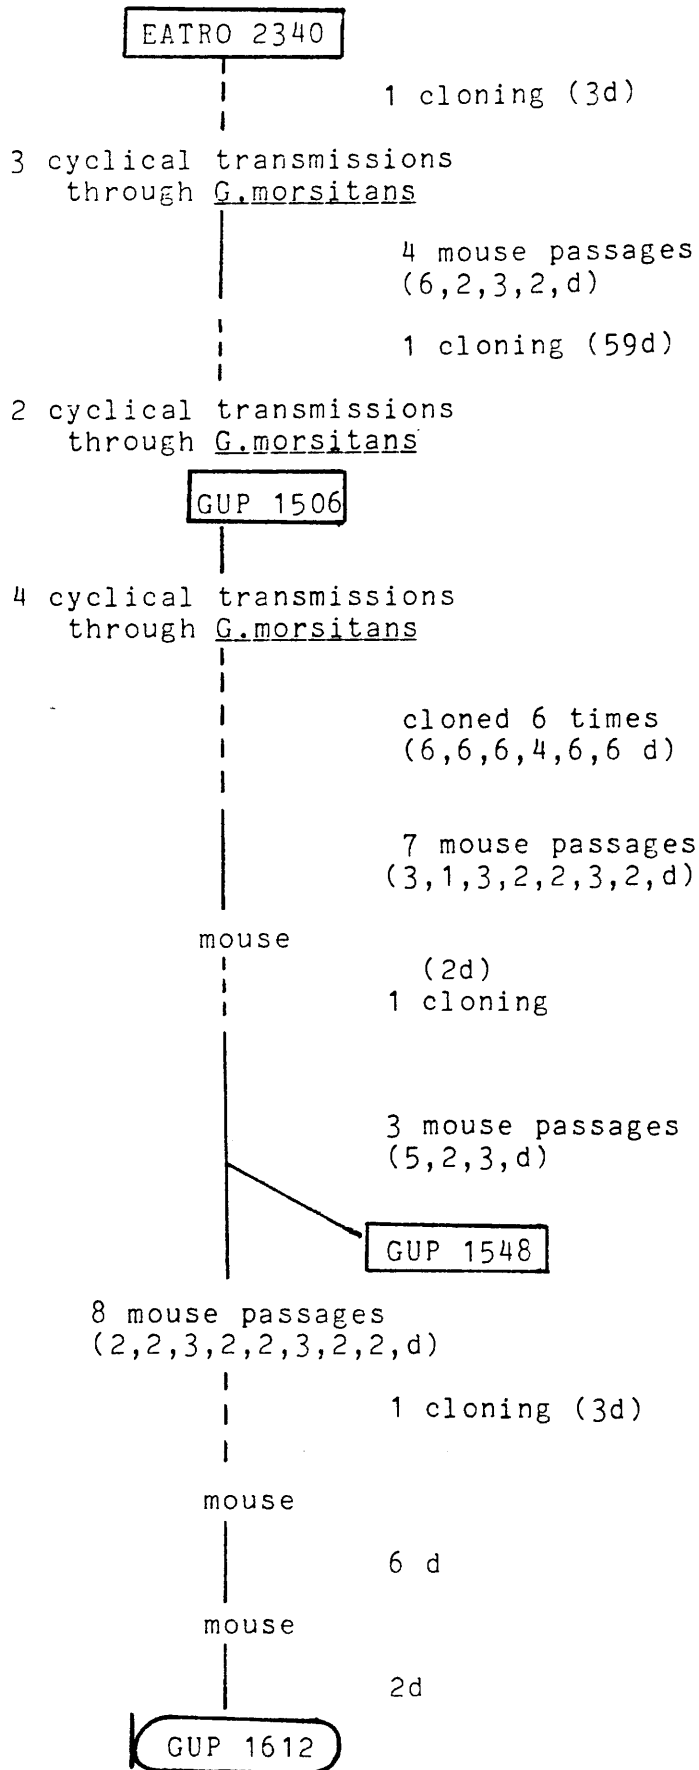 EATRO 2340
1 cloning (3d)
3 cyclical transmissions
through G.morsitans
4 mouse passages
(6,2,3,2,d)
1 cloning (59d)
2 cyclical transmissions
through G.morsitans
GUP 1506
4 cyclical transmissions
through G.morsitans
cloned 6 times
(6,6,6,4,6,6 d)
7 mouse passages
(3,1,3,2,2,3,2,d)
mouse
(2d)
1 cloning
3 mouse passages
(5,2,3,d)
GUP 1548
8 mouse passages
(2,2,3,2,2,3,2,2,d)
1 cloning (3d)
mouse
6 d
mouse
2d
GUP 1612